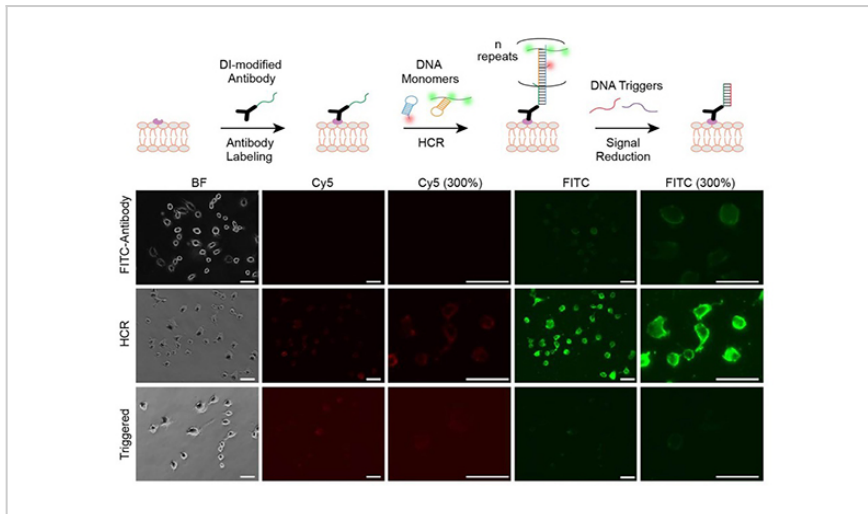 n
repeats
DI-modified
Antibody
DNA
Monomers
DNA Triggers
Antibody
Labeling
HCR
Signal
Reduction
BF
Cy5
Cy5 (300%)
FITC
FITC (300%)
FITC-Antibody
HCR
Triggered